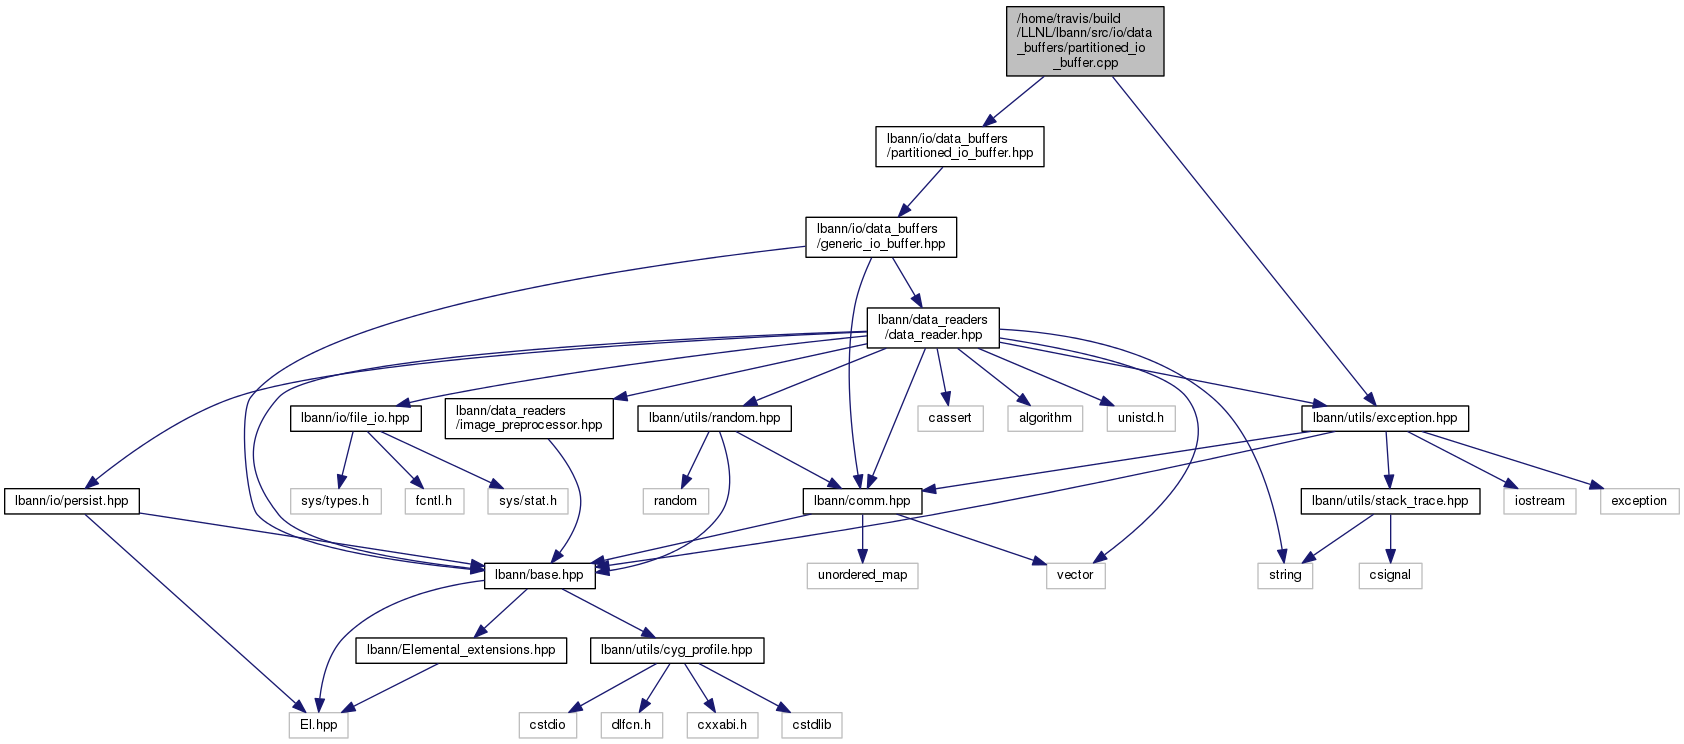 /home/travis/build
/LLNL/lbann/src/io/data
_buffers/partitioned_io
_buffer.cpp
lbann/io/data_buffers
/partitioned_io_buffer.hpp
lbann/io/data_buffers
/generic_io_buffer.hpp
lbann/data_readers
/data_reader.hpp
lbann/io/file_io.hpp
lbann/data_readers
/image_preprocessor.hpp
lbann/utils/random.hpp
cassert
algorithm
unistd.h
lbann/utils/exception.hpp
lbann/io/persist.hpp
sys/types.h
fcntl.h
sys/stat.h
random
lbann/comm.hpp
lbann/utils/stack_trace.hpp
iostream
exception
lbann/base.hpp
unordered_map
vector
string
csignal
lbann/Elemental_extensions.hpp
lbann/utils/cyg_profile.hpp
El.hpp
cstdio
dlfcn.h
cxxabi.h
cstdlib